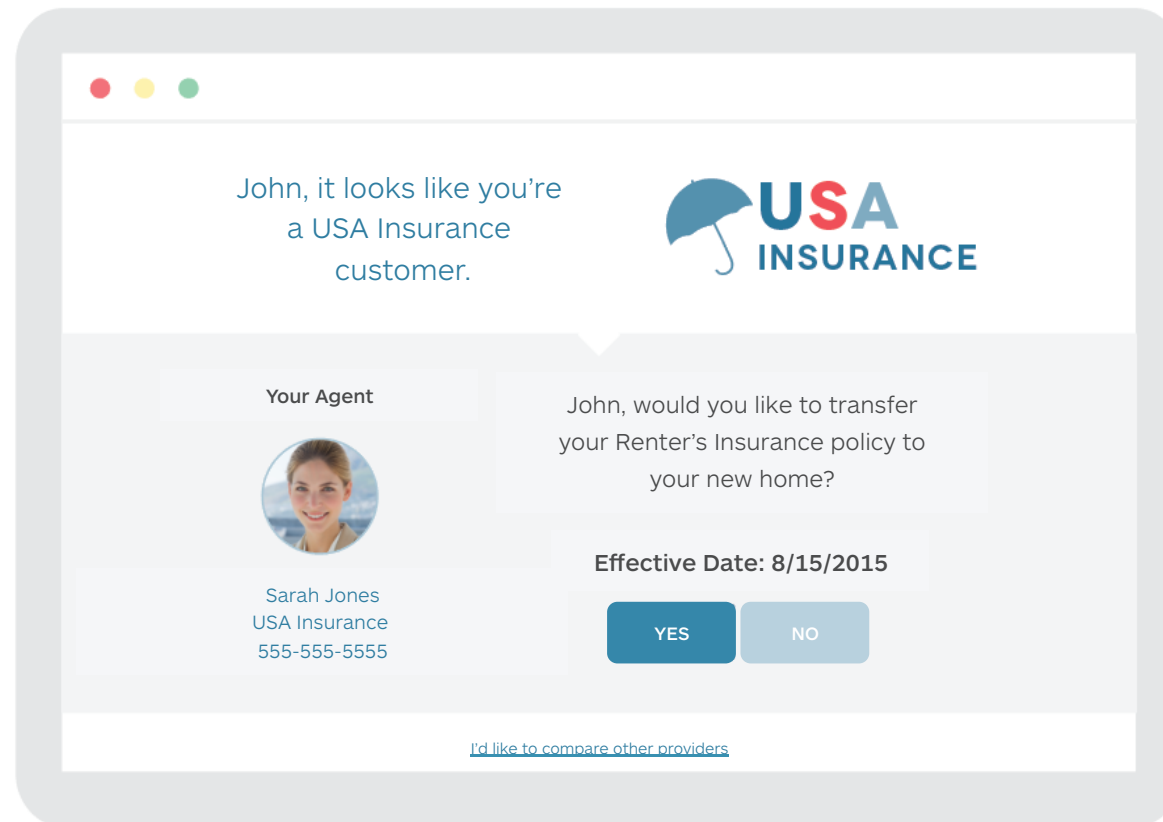 John, it looks like you’re
a USA Insurance
customer.
USA
INSURANCE
Your Agent
Sarah Jones
USA Insurance
555-555-5555
John, would you like to transfer
your Renter’s Insurance policy to
your new home?
Effective Date: 8/15/2015
YES
NO
I'd like to compare other providers